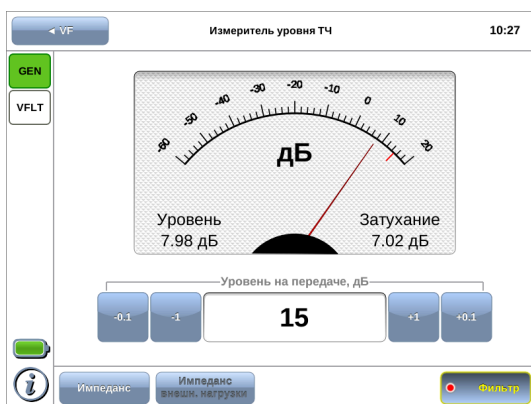 ◄ VF
Измеритель уровня ТЧ
10:27
GEN
VFLT
-60
-50
-40
-30
-20
-10
0
10
20
дБ
Уровень
7.98 дБ
Затухание
7.02 дБ
Уровень на передаче, дБ
-0.1
-1
15
+1
+0.1
i
Импеданс
Импеданс
внешн. нагрузки
Фильтр